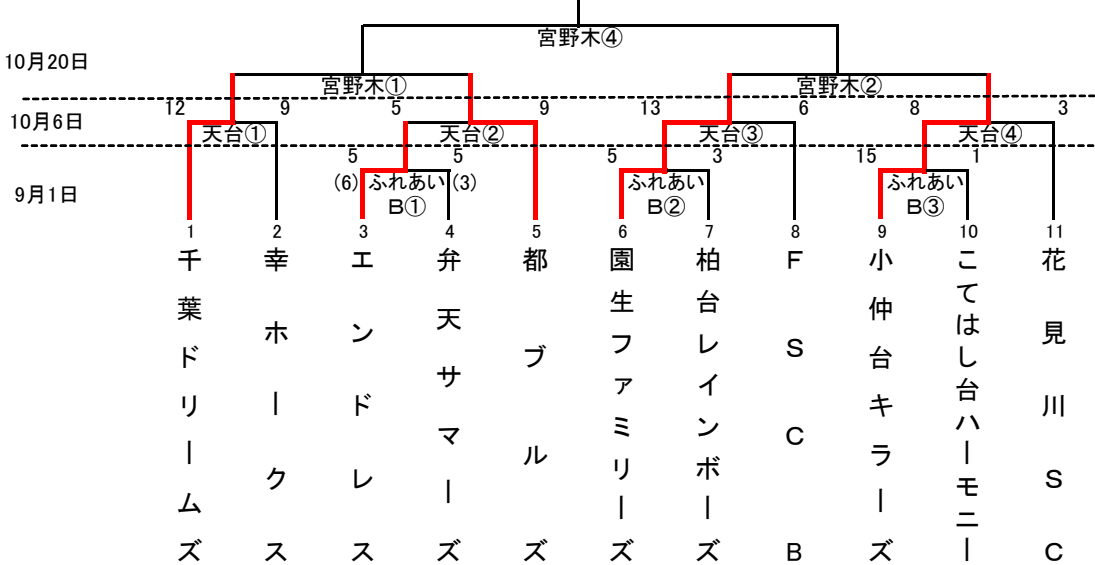 宮野木④
10月20日
宮野木① 宮野木②
12 9 5 9 13 6 8 3
10月6日
天台① 天台② 天台③ 天台④
5 5 5 3 15 1
(6) ふれあい (3) ふれあい ふれあい
9月1日
B① B② B③
1 2 3 4 5 6 7 8 9 10 11
千葉ドリームズ
幸ホークス
エンドレス
弁天サマーズ
都ブルズ
園生ファミリーズ
柏台レインボーズ
FSCB
小仲台キラーズ
こてはし台ハーモニー
花見川SC